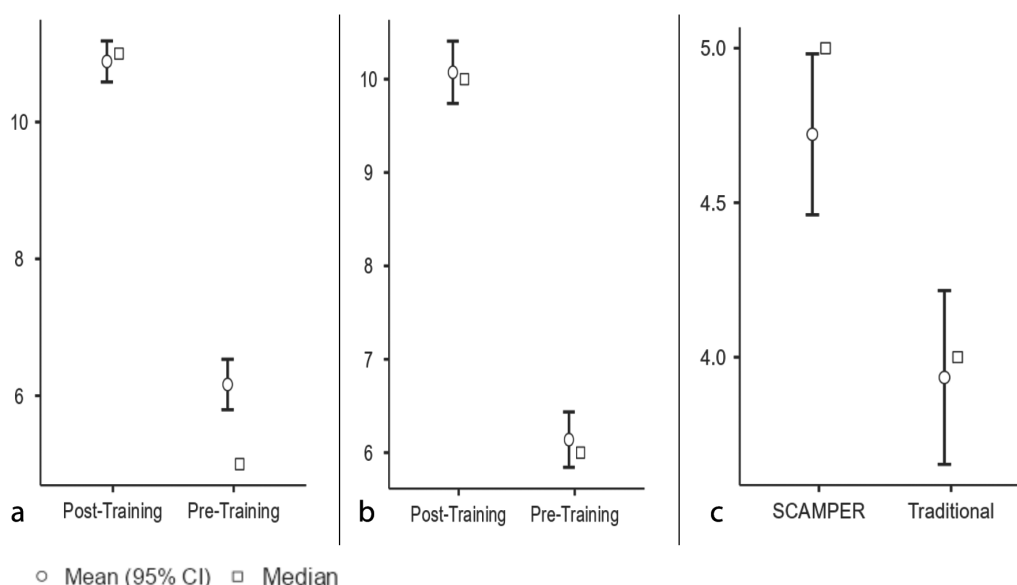 10
8
6
Post-Training Pre-Training
a
10
9
8
7
6
Post-Training Pre-Training
b
5.0
4.5
4.0
SCAMPER Traditional
c
Mean (95% CI) Median